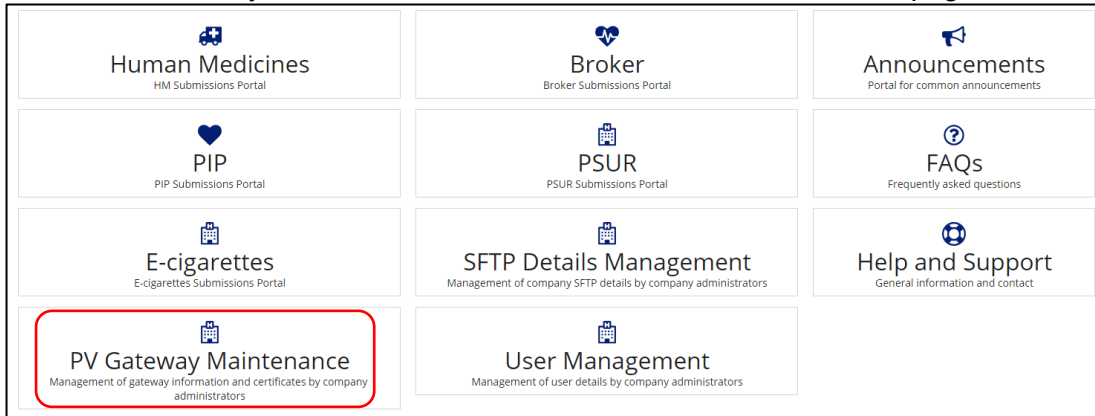 Human Medicines
HM Submissions Portal
Broker
Broker Submissions Portal
Announcements
Portal for common announcements
PIP
PIP Submissions Portal
PSUR
PSUR Submissions Portal
FAQs
Frequently asked questions
E-cigarettes
E-cigarettes Submissions Portal
SFTP Details Management
Management of company SFTP details by company administrators
Help and Support
General information and contact
PV Gateway Maintenance
Management of gateway information and certificates by company
administrators
User Management
Management of user details by company administrators